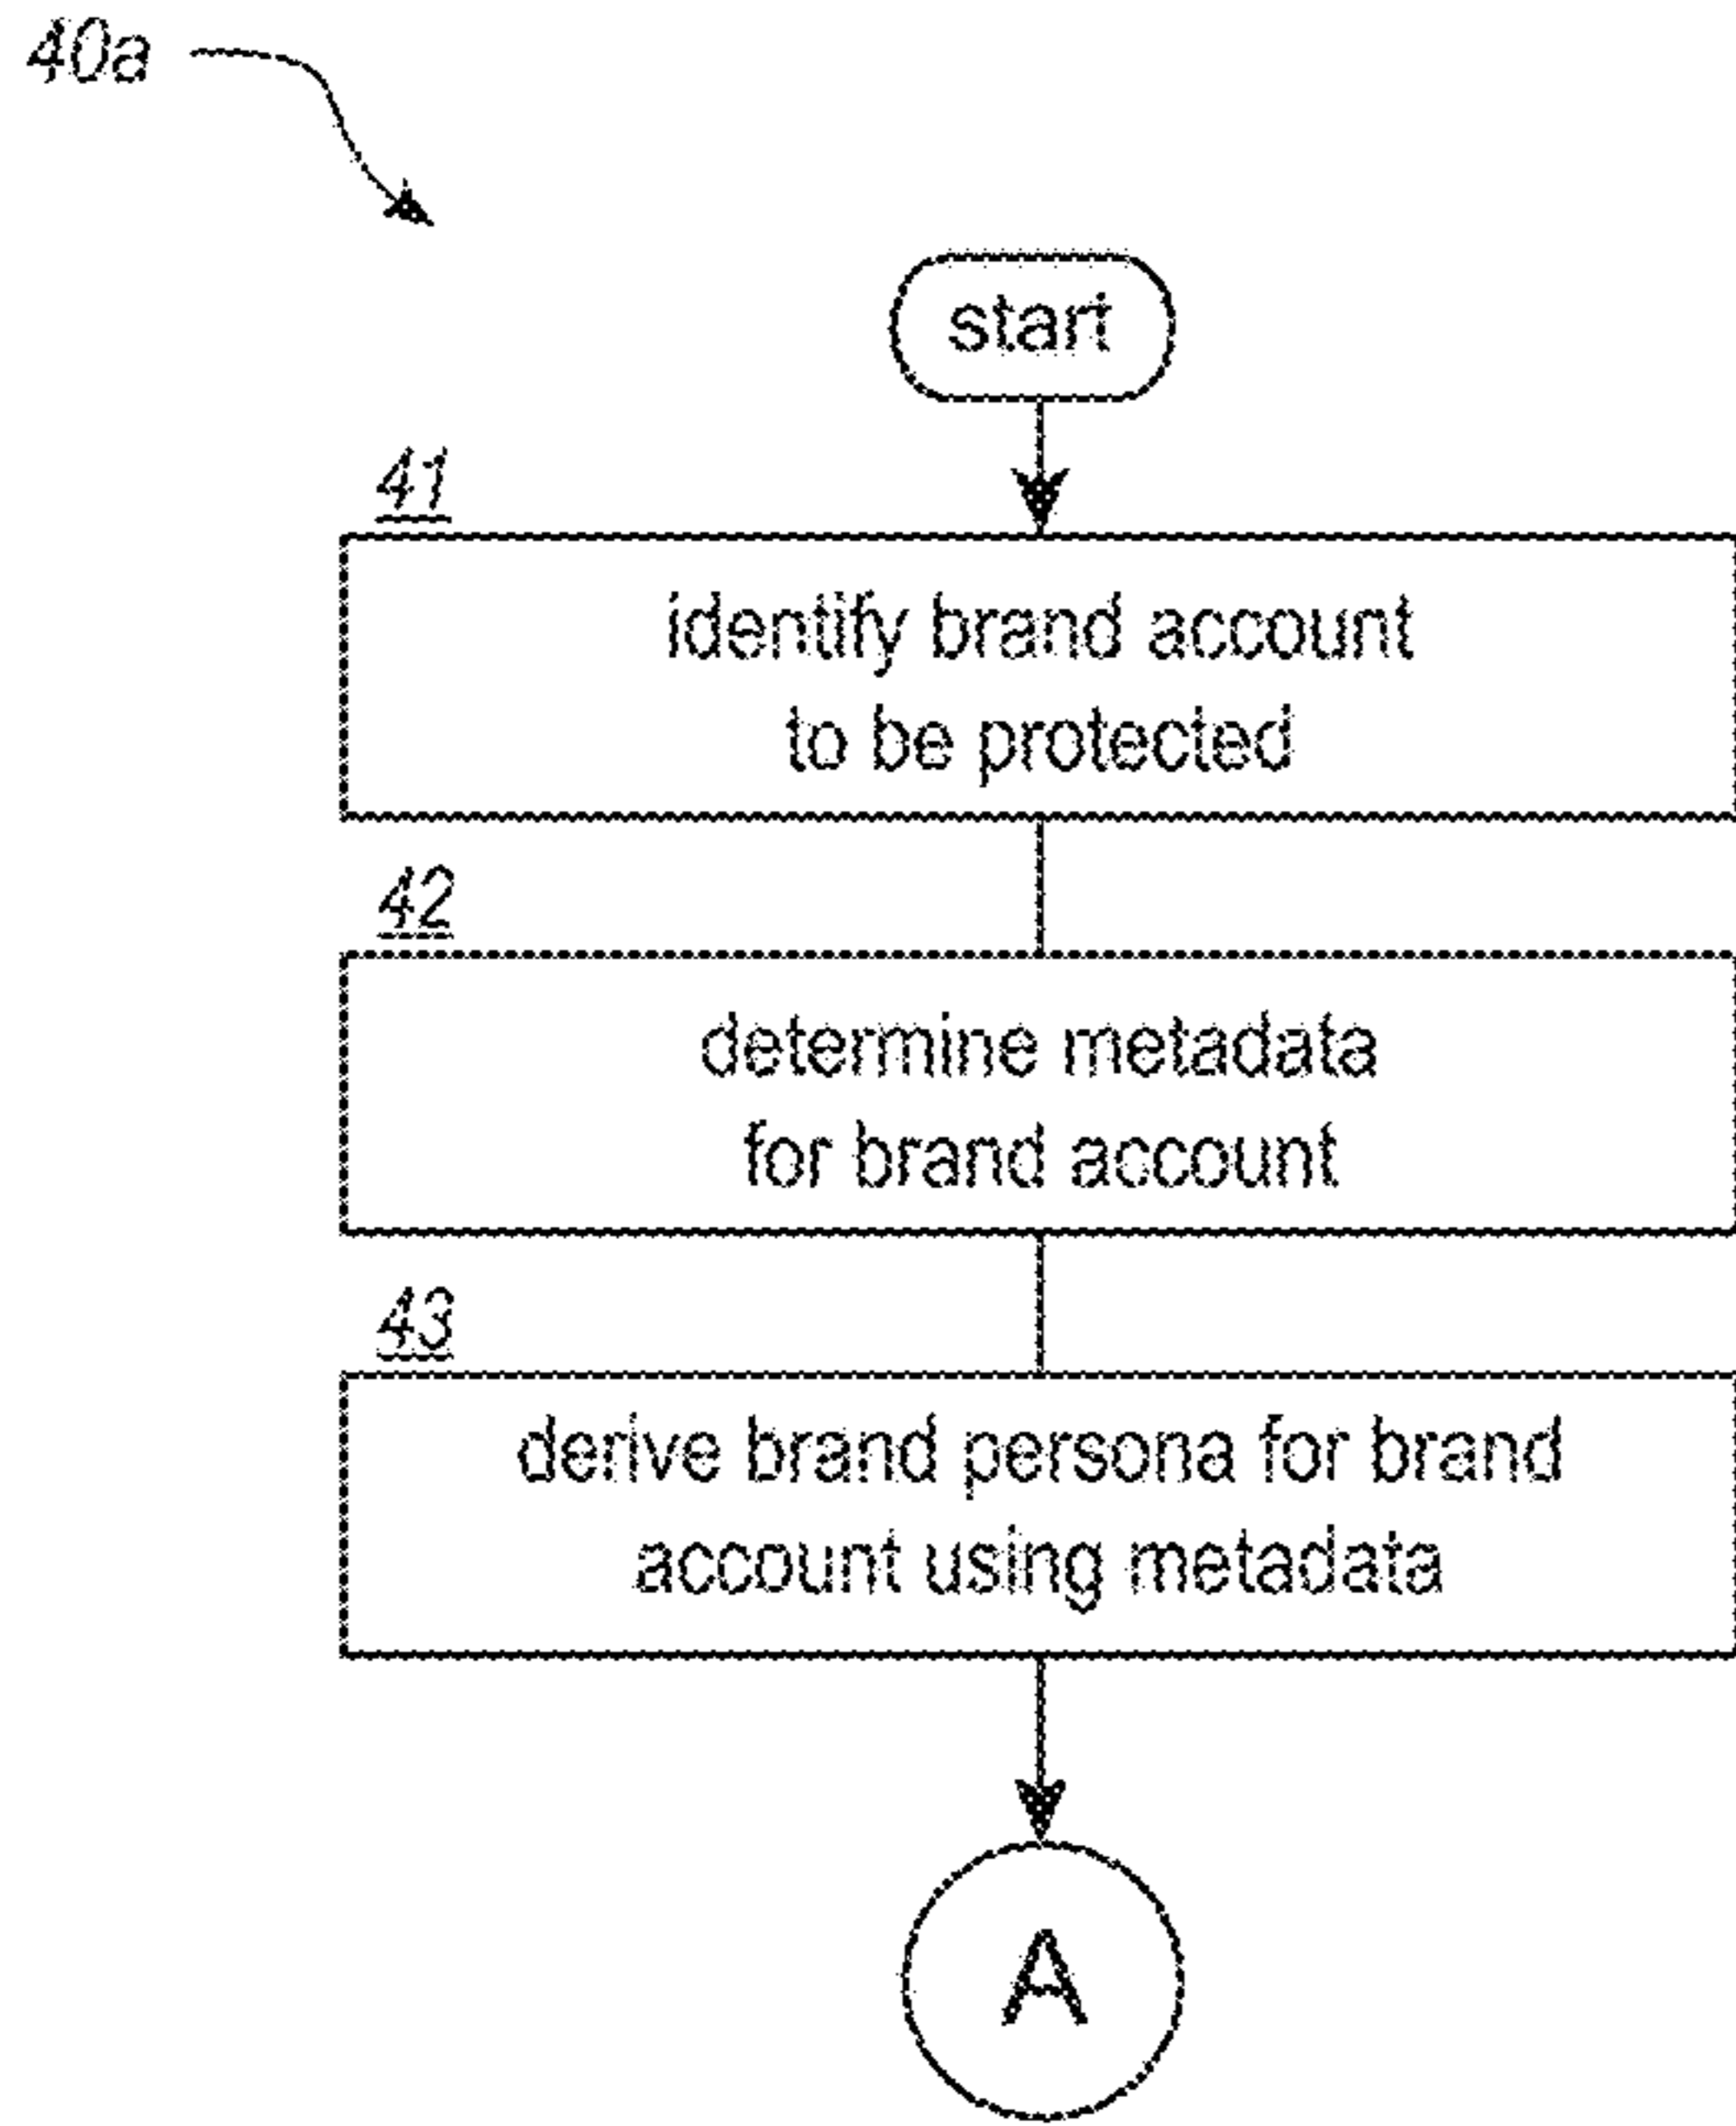 40a
start
41
identify brand account
to be protected
42
determine metadata
for brand account
43
derive brand persona for brand
account using metadata
A